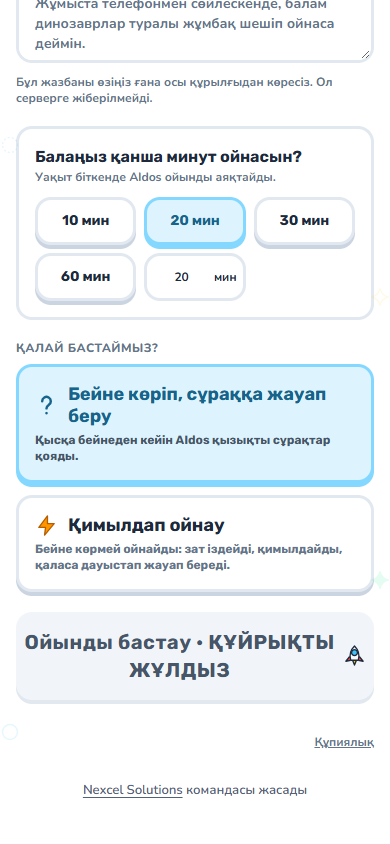 Жұмыста телефонмен сөйлескенде, балам
динозаврлар туралы жұмбақ шешіп ойнаса
деймін.
Бұл жазбаны өзіңіз ғана осы құрылғыдан көресіз. Ол
серверге жіберілмейді.
Балаңыз қанша минут ойнасын?
Уақыт біткенде Aldos ойынды аяқтайды.
10 мин
20 мин
30 мин
60 мин
20 мин
ҚАЛАЙ БАСТАЙМЫЗ?
Бейне көріп, сұраққа жауап
беру
Қысқа бейнеден кейін Aldos қызықты сұрақтар
қояды.
Қимылдап ойнау
Бейне көрмей ойнайды: зат іздейді, қимылдайды,
қаласа дауыстап жауап береді.
Ойынды бастау • ҚҰЙРЫҚТЫ
ЖҰЛДЫЗ
Құпиялық
Nexcel Solutions командасы жасады